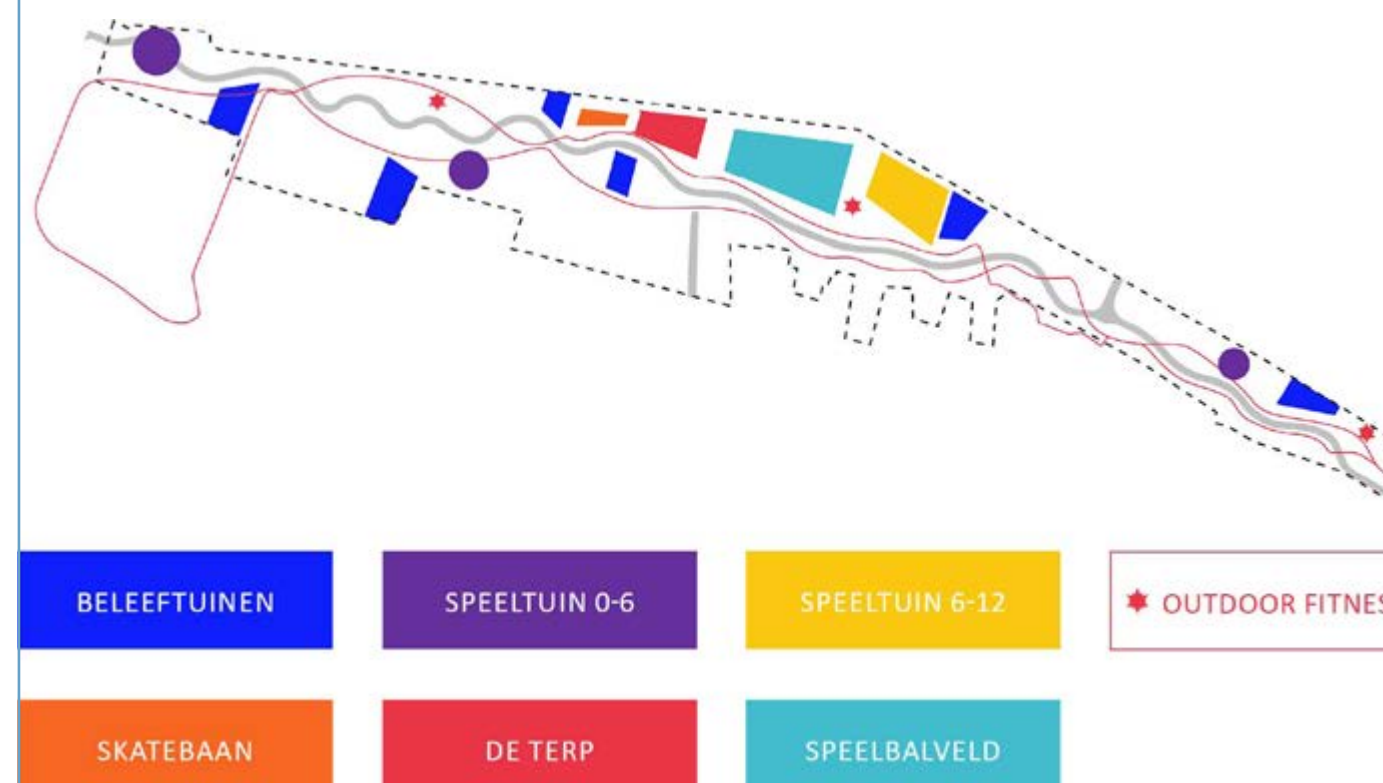 BELEEFTUINEN
SPEELTUIN 0-6
SPEELTUIN 6-12
OUTDOOR FITNES
SKATEBAAN
DE TERP
SPEELBALVELD